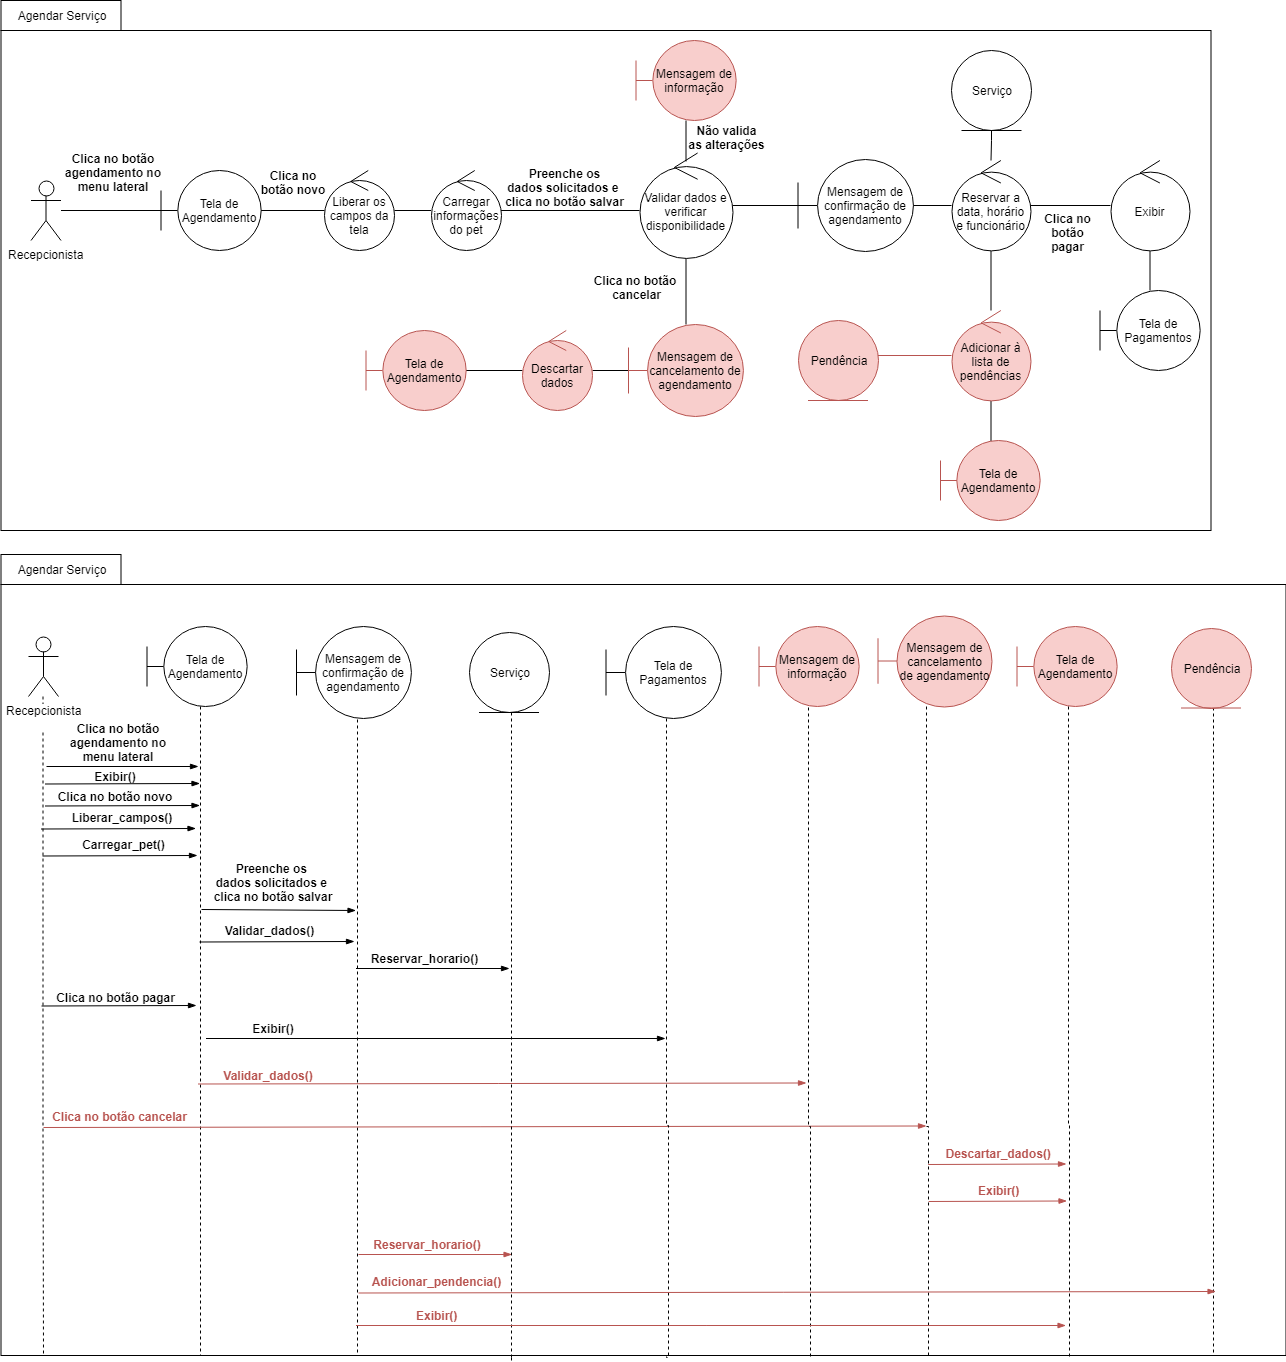 Agendar Serviço
Mensagem de
informação
Serviço
Não valida
as alterações
Clica no botão
agendamento no
menu lateral
Clica no
botão novo
Preenche os
dados solicitados e
clica no botão salvar
Tela de
Agendamento
Liberar os
campos da
tela
Carregar
informações
do pet
Validar dados e
verificar
disponibilidade
Mensagem de
confirmação de
agendamento
Reservar a
data, horário
e funcionário
Clica no
botão
pagar
Exibir
Recepcionista
Clica no botão
cancelar
Tela de
Agendamento
Descartar
dados
Mensagem de
cancelamento de
agendamento
Pendência
Adicionar à
lista de
pendências
Tela de
Pagamentos
Tela de
Agendamento
Agendar Serviço
Recepcionista
Tela de
Agendamento
Mensagem de
confirmação de
agendamento
Serviço
Tela de
Pagamentos
Mensagem de
informação
Mensagem de
cancelamento
de agendamento
Tela de
Agendamento
Pendência
Clica no botão
agendamento no
menu lateral
Exibir()
Clica no botão novo
Liberar_campos()
Carregar_pet()
Preenche os
dados solicitados e
clica no botão salvar
Validar_dados()
Reservar_horario()
Clica no botão pagar
Exibir()
Validar_dados()
Clica no botão cancelar
Descartar_dados()
Exibir()
Reservar_horario()
Adicionar_pendencia()
Exibir()